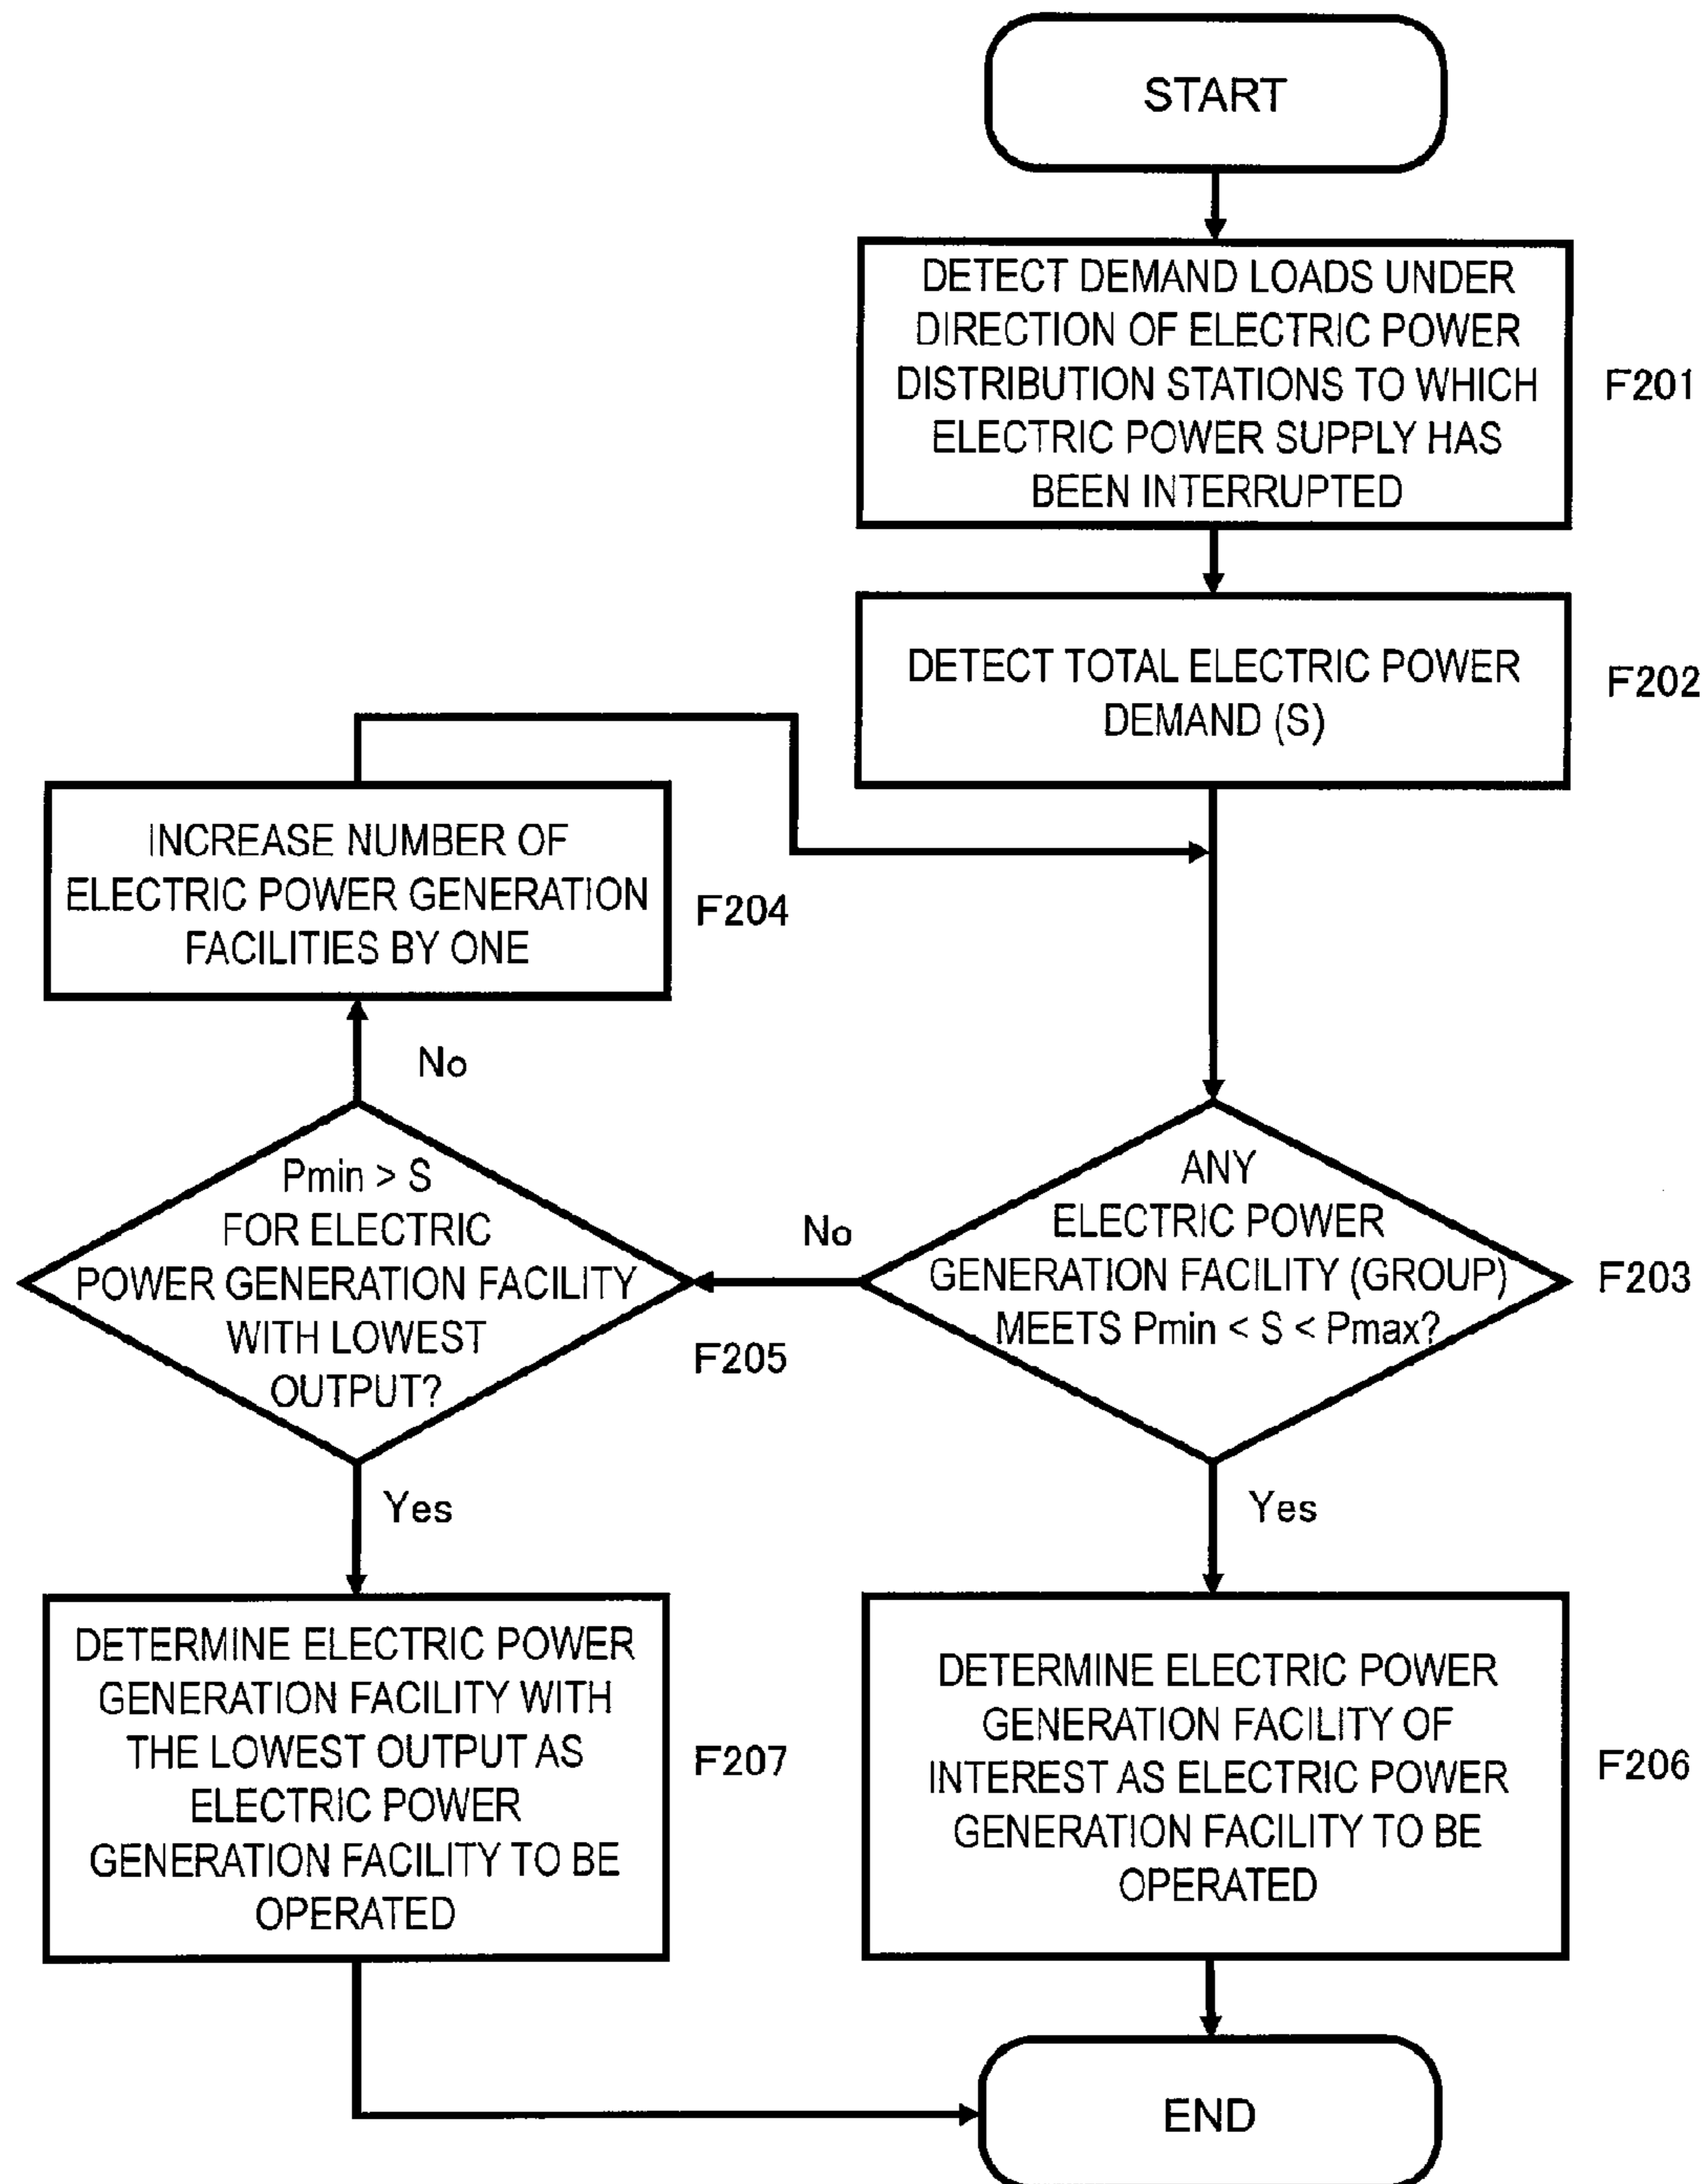 START
DETECT DEMAND LOADS UNDER
DIRECTION OF ELECTRIC POWER
DISTRIBUTION STATIONS TO WHICH
ELECTRIC POWER SUPPLY HAS
BEEN INTERRUPTED
F201
DETECT TOTAL ELECTRIC POWER
DEMAND (S)
F202
INCREASE NUMBER OF
ELECTRIC POWER GENERATION
FACILITIES BY ONE
F204
No
Pmin > S
FOR ELECTRIC
POWER GENERATION FACILITY
WITH LOWEST
OUTPUT?
F205
No
ANY
ELECTRIC POWER
GENERATION FACILITY (GROUP)
MEETS Pmin < S < Pmax?
F203
Yes
Yes
DETERMINE ELECTRIC POWER
GENERATION FACILITY WITH
THE LOWEST OUTPUT AS
ELECTRIC POWER
GENERATION FACILITY TO BE
OPERATED
F207
DETERMINE ELECTRIC POWER
GENERATION FACILITY OF
INTEREST AS ELECTRIC POWER
GENERATION FACILITY TO BE
OPERATED
F206
END